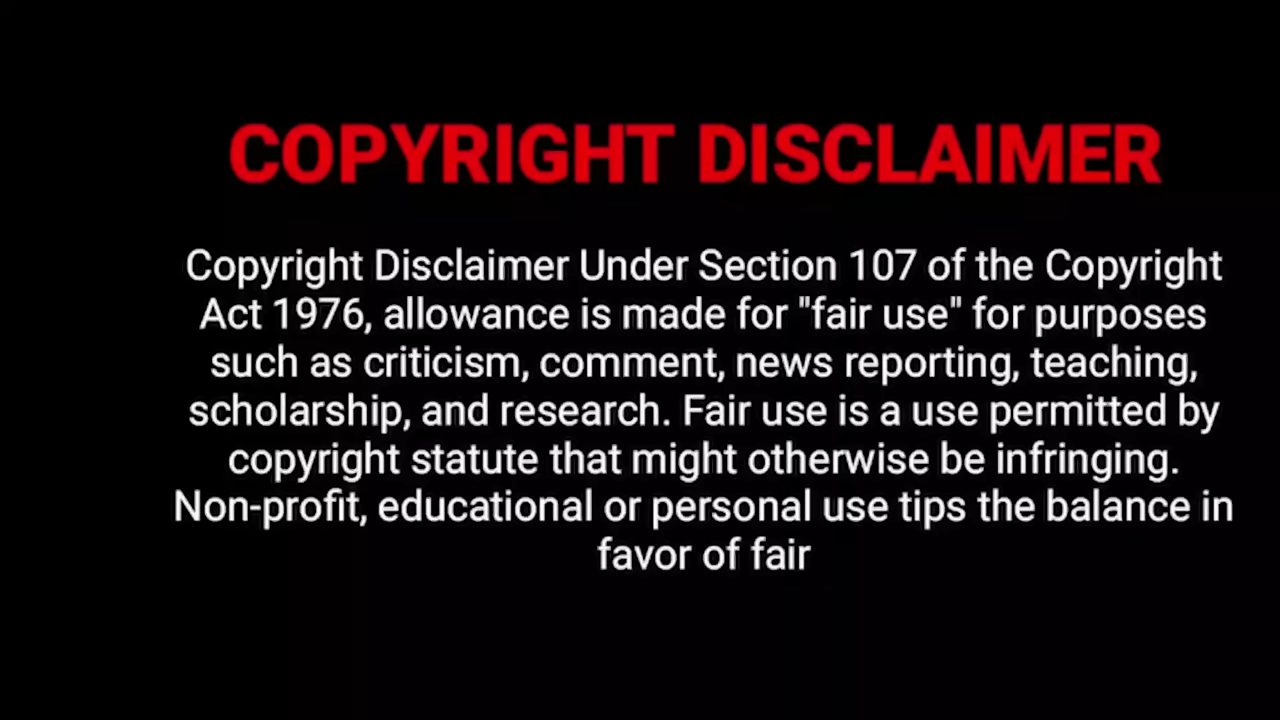 COPYRIGHT DISCLAIMER
Copyright Disclaimer Under Section 107 of the Copyright
Act 1976, allowance is made for "fair use" for purposes
such as criticism, comment, news reporting, teaching,
scholarship, and research. Fair use is a use permitted by
copyright statute that might otherwise be infringing.
Non-profit, educational or personal use tips the balance in
favor of fair